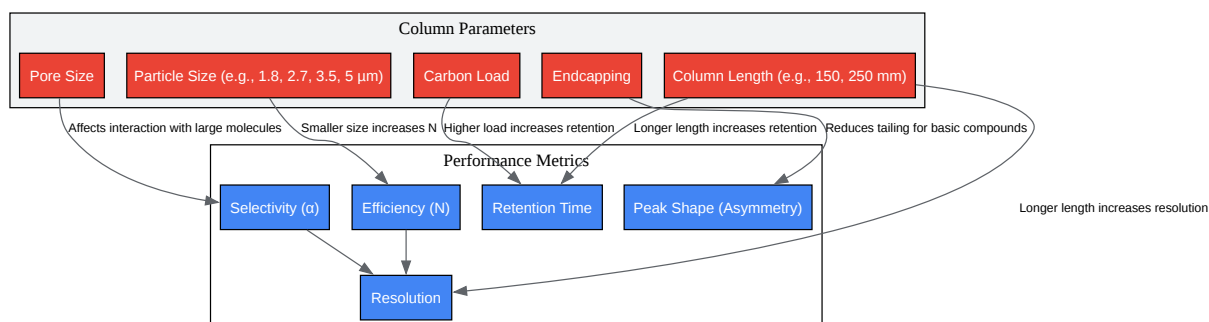 Column Parameters
Pore Size
Particle Size (e.g., 1.8, 2.7, 3.5, 5 µm)
Carbon Load
Endcapping
Column Length (e.g., 150, 250 mm)
Affects interaction with large molecules
Smaller size increases N
Higher load increases retention
Longer length increases retention
Reduces tailing for basic compounds
Performance Metrics
Selectivity (α)
Efficiency (N)
Retention Time
Peak Shape (Asymmetry)
Longer length increases resolution
Resolution